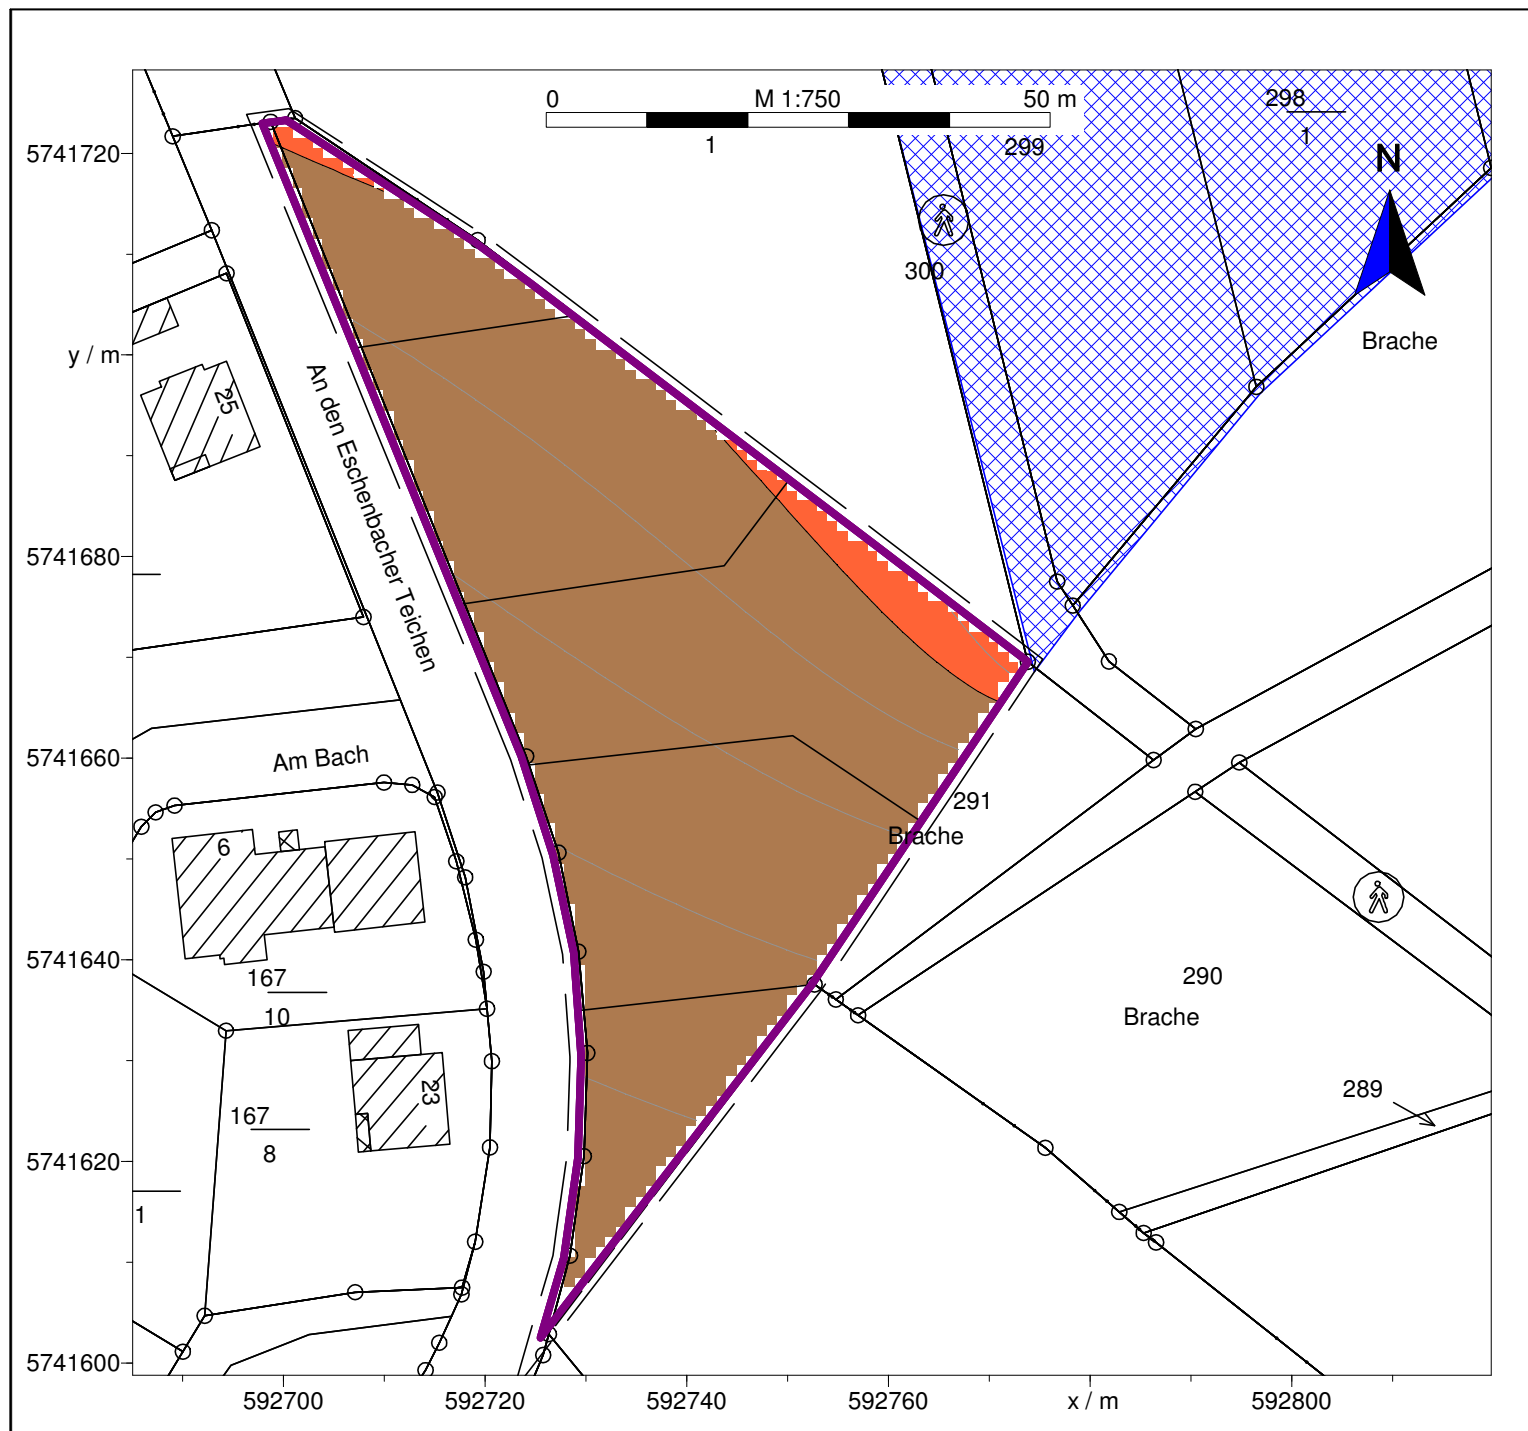 0 M 1:750 50 m
1
298
1
299
N
5741720
300
Brache
y / m
25
An den Eschenbacher Teichen
5741680
5741660
Am Bach
291
Brache
6
5741640
167
10
290
Brache
23
289
167
8
5741620
1
5741600
592700 592720 592740 592760 x / m 592800